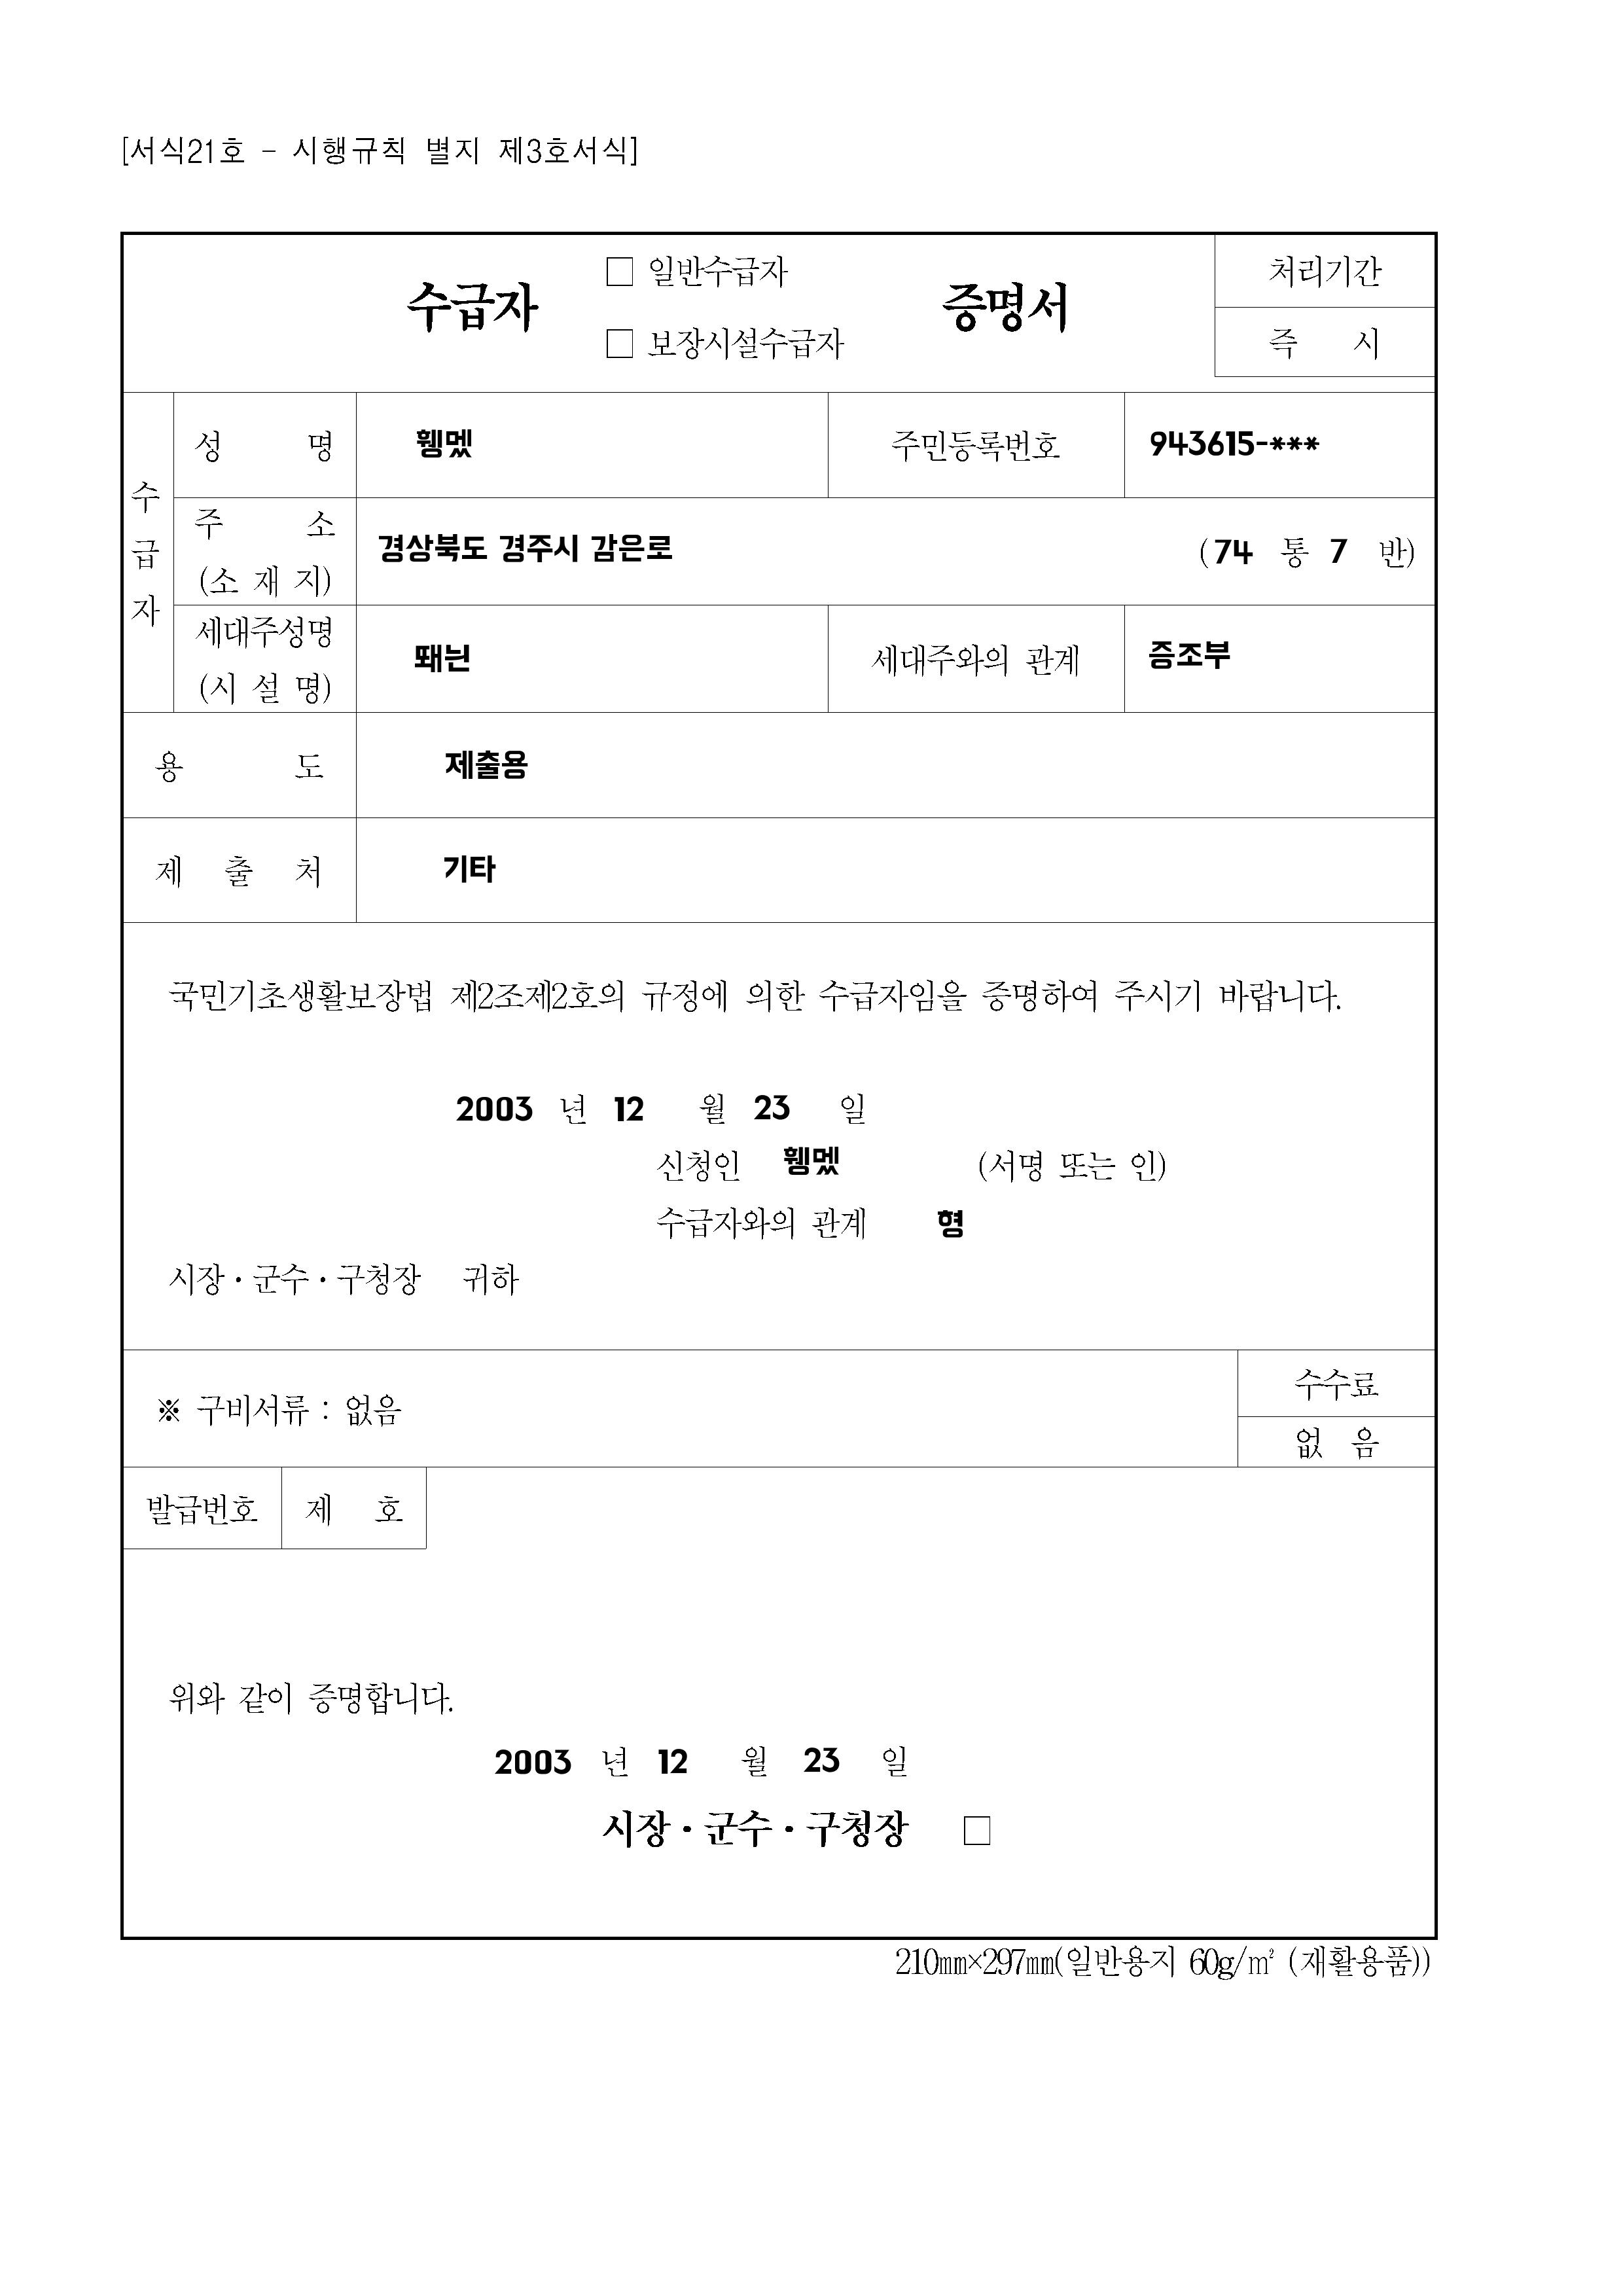 [서식21호 - 시행규칙 별지 제3호서식]
수급자 □ 일반수급자 □ 보장시설수급자 증명서
처리기간
즉 시
수급자
성 명 휑멨 주민등록번호 943615-***
주 소 (소 재 지) 경상북도 경주시 감은로 (74 통 7 반)
세대주성명 (시 설 명) 뙈닌 세대주와의 관계 증조부
용 도 제출용
제 출 처 기타
국민기초생활보장법 제2조제2호의 규정에 의한 수급자임을 증명하여 주시기 바랍니다.
2003 년 12 월 23 일
신청인 휑멨 (서명 또는 인)
수급자와의 관계 형
시장·군수·구청장 귀하
※ 구비서류 : 없음
수수료
없 음
발급번호 제 호
위와 같이 증명합니다.
2003 년 12 월 23 일
시장·군수·구청장 □
210㎜×297㎜(일반용지 60g/㎡ (재활용품))